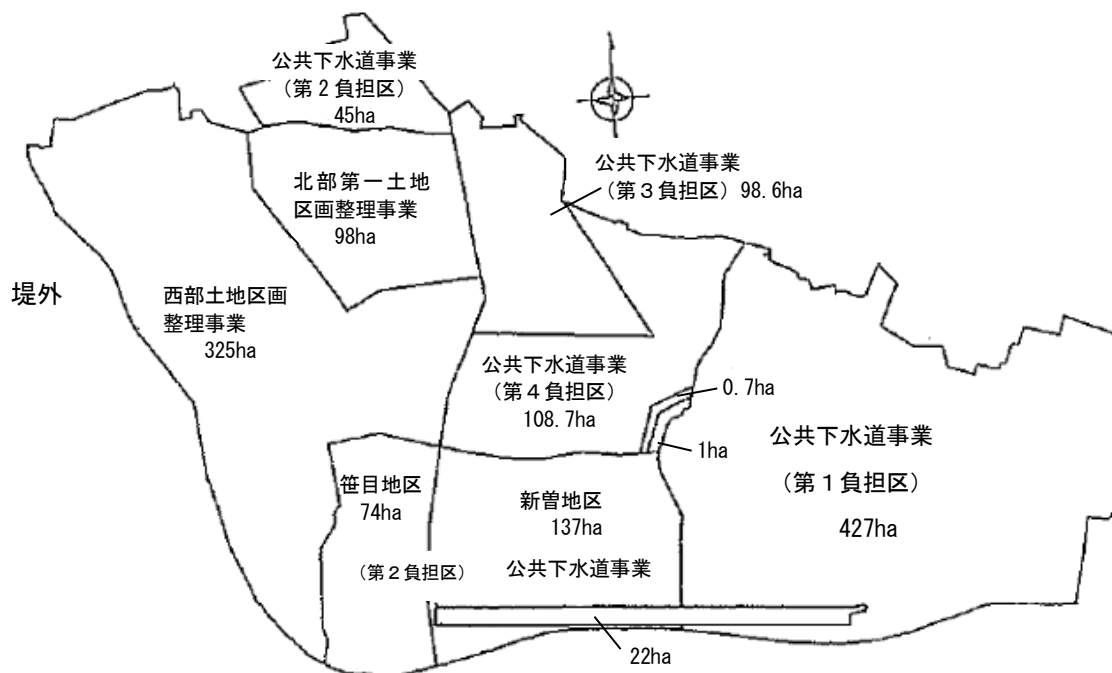 公共下水道事業
（第２負担区）
45ha
北部第一土地
区画整理事業
98ha
公共下水道事業
（第３負担区）98.6ha
堤外
西部土地区画
整理事業
325ha
公共下水道事業
（第４負担区）
108.7ha
0.7ha
1ha
公共下水道事業
（第１負担区）
427ha
笹目地区
74ha
新曽地区
137ha
（第２負担区）
公共下水道事業
22ha